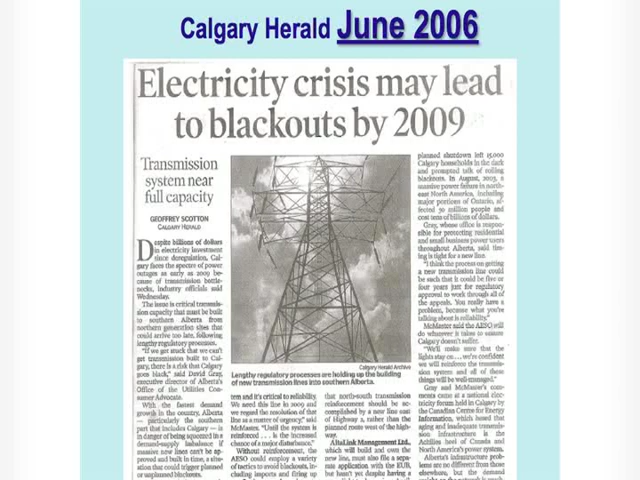 Calgary Herald June 2006
Electricity crisis may lead
to blackouts by 2009
Transmission
system near
full capacity
GEOFFREY SCOTTON
CALGARY HERALD
Despite billions of dollars
in electricity investment
since deregulation, Cal-
gary faces the spectre of power
outages as early as 2009 be-
cause of transmission bottle-
necks, industry officials said
Wednesday.
The issue is critical transmis-
sion capacity that must be built
to southern Alberta from
northern generation sites that
could arrive too late, following
lengthy regulatory processes.
"If we get stuck that we can't
get transmission built to Cal-
gary, there is a risk that Calgary
goes black," said David Gray,
executive director of Alberta's
Office of the Utilities Con-
sumer Advocate.
With the fastest demand
growth in the country, Alberta
— particularly the southern
part that includes Calgary — is
in danger of being squeezed in a
demand-supply imbalance if
massive new lines can't be ap-
proved and built in time, a situ-
ation that could trigger planned
or unplanned blackouts.
Calgary Herald Archive
Lengthy regulatory processes are holding up the building
of new transmission lines into southern Alberta.
tem and it's critical to reliability.
We need this line in 2009 and
we regard the resolution of that
line as a matter of urgency," said
McMaster. "Until the system is
reinforced . . . is the increased
chance of a major disturbance."
Without reinforcement, the
AESO could employ a variety
of tactics to avoid blackouts, in-
cluding imports and firing up
that north-south transmission
reinforcement should be ac-
complished by a new line east
of Highway 2, rather than the
planned route west of the high-
way.
AltaLink Management Ltd.,
which will build and own
the new line, must also file a sep-
arate application with the EUB,
but hasn't yet despite having a
planned shutdown left 15,000
Calgary households in the dark
and prompted talk of rolling
blackouts. In August, 2003, a
massive power failure in north-
east North America, including
major portions of Ontario, af-
fected 50 million people and
cost tens of billions of dollars.
Gray, whose office is respon-
sible for protecting residential
and small business power users
throughout Alberta, said tim-
ing is tight for a new line.
"I think the process on getting
a new transmission line could
be such that it could be five or
four years just for regulatory
approval to work through all of
the appeals. You really have a
problem, because what you're
talking about is reliability."
McMaster said the AESO will
do whatever it takes to ensure
Calgary doesn't suffer.
"We'll make sure that the
lights stay on . . . we're confident
we will reinforce the transmis-
sion system and all of these
things will be well-managed."
Gray and McMaster's com-
ments came at a national elec-
tricity forum held in Calgary by
the Canadian Centre for Energy
Information, which heard that
aging and inadequate transmis-
sion infrastructure is the
Achilles heel of Canada and
North America's power system.
Alberta's infrastructure
problems are no different from
those elsewhere, but the